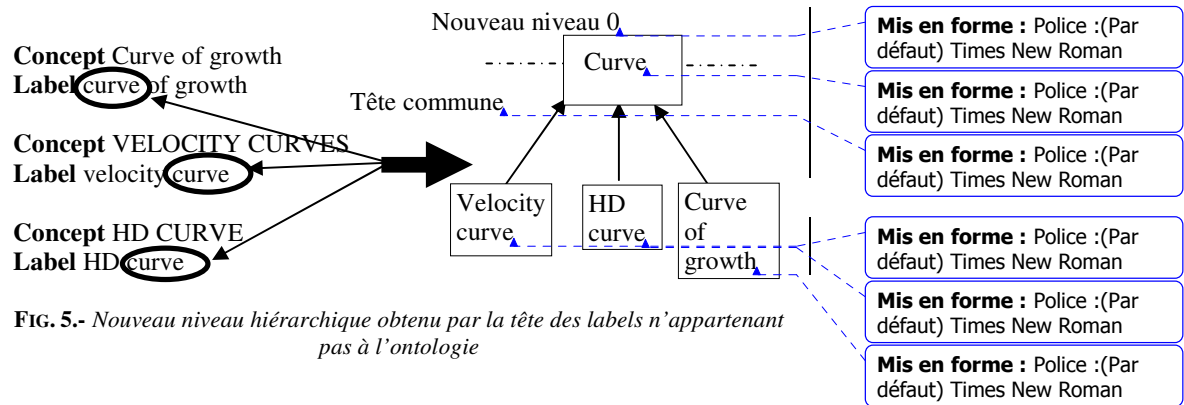 Concept Curve of growth
Label curve of growth
Concept VELOCITY CURVES
Label velocity curve
Concept HD CURVE
Label HD curve
Nouveau niveau 0
Curve
Tête commune
Velocity
curve
HD
curve
Curve
of
growth
FIG. 5.- Nouveau niveau hiérarchique obtenu par la tête des labels n'appartenant
pas à l'ontologie
Mis en forme : Police :(Par
défaut) Times New Roman
Mis en forme : Police :(Par
défaut) Times New Roman
Mis en forme : Police :(Par
défaut) Times New Roman
Mis en forme : Police :(Par
défaut) Times New Roman
Mis en forme : Police :(Par
défaut) Times New Roman
Mis en forme : Police :(Par
défaut) Times New Roman